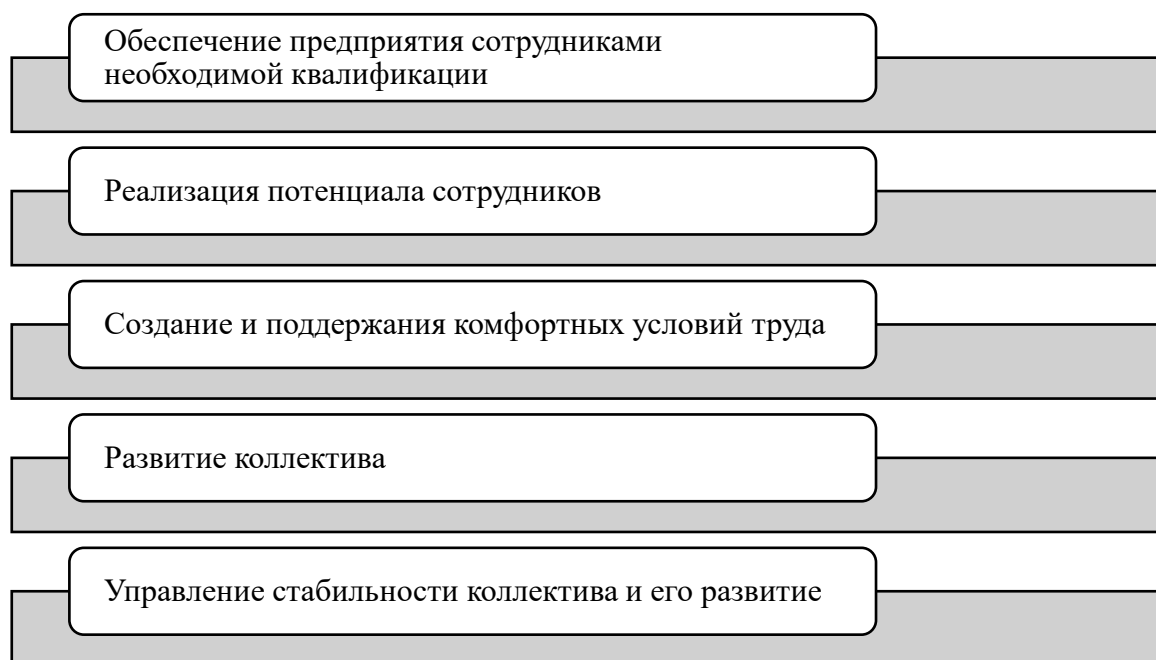 Обеспечение предприятия сотрудниками
необходимой квалификации
Реализация потенциала сотрудников
Создание и поддержания комфортных условий труда
Развитие коллектива
Управление стабильности коллектива и его развитие